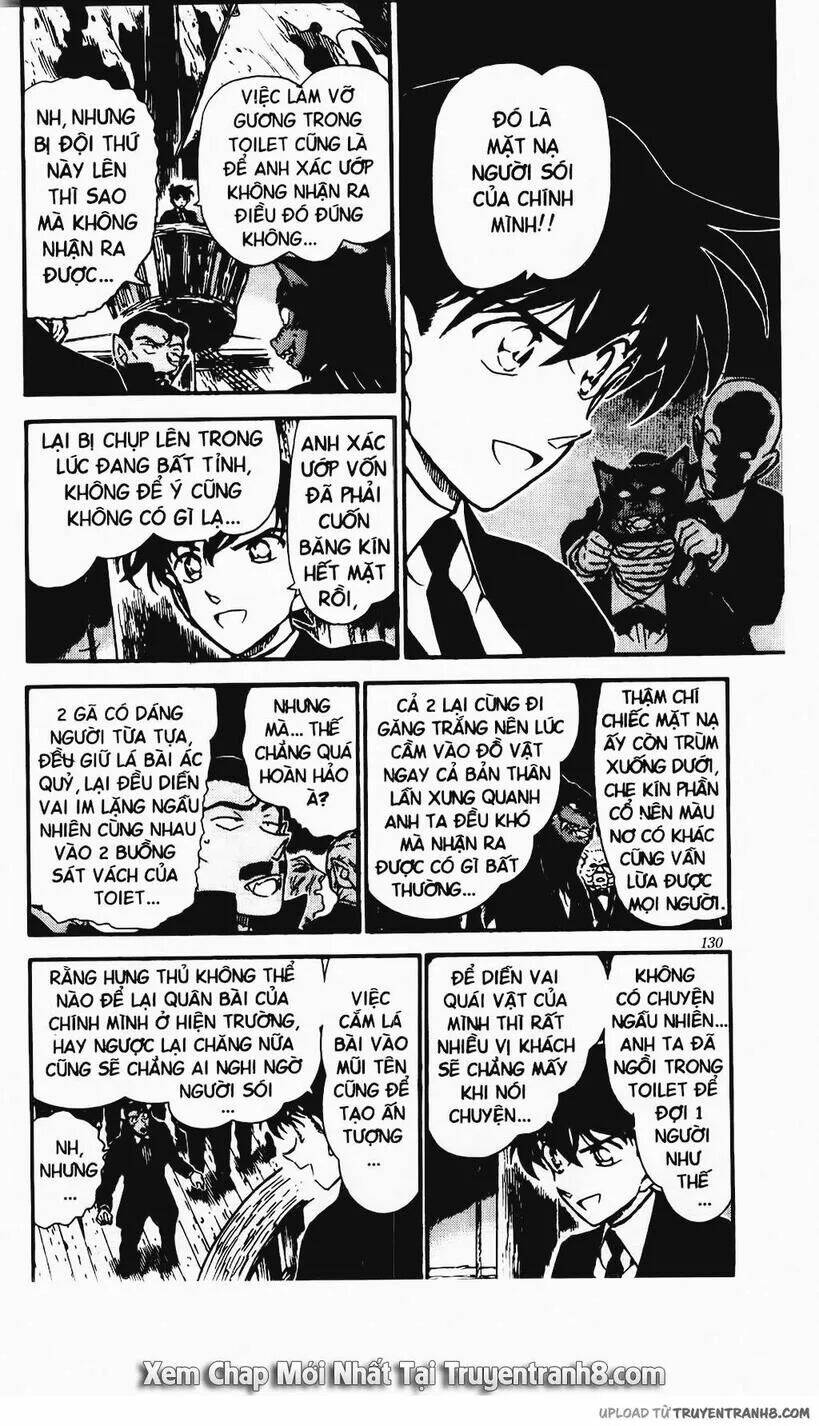 ĐÓ LÀ
MẶT NẠ
NGƯỜI SÓI
CỦA CHÍNH
MÌNH!!
VIỆC LÀM VỠ
GƯƠNG TRONG
TOILET CŨNG LÀ
ĐỂ ANH XÁC ƯỚP
KHÔNG NHẬN RA
ĐIỀU ĐÓ ĐÚNG
KHÔNG...
NH, NHƯNG
BỊ ĐỘI THỨ
NÀY LÊN
THÌ SAO
MÀ KHÔNG
NHẬN RA
ĐƯỢC...
ANH XÁC
ƯỚP VỐN
ĐÃ PHẢI
CUỐN
BĂNG KÍN
HẾT MẶT
RỒI,
LẠI BỊ CHỤP LÊN TRONG
LÚC ĐANG BẤT TỈNH,
KHÔNG ĐỂ Ý CŨNG
KHÔNG CÓ GÌ LẠ...
THẬM CHÍ
CHIẾC MẶT NẠ
ẤY CÒN TRÙM
XUỐNG DƯỚI,
CHE KÍN PHẦN
CỔ NÊN MÀU
NƠ CÓ KHÁC
CŨNG VẪN
LỪA ĐƯỢC
MỌI NGƯỜI.
CẢ 2 LẠI CÙNG ĐI
GĂNG TRẮNG NÊN LÚC
CẦM VÀO ĐỒ VẬT
NGAY CẢ BẢN THÂN
LẪN XUNG QUANH
ANH TA ĐỀU KHÓ
MÀ NHẬN RA
ĐƯỢC CÓ GÌ BẤT
THƯỜNG...
NHƯNG
MÀ... THẾ
CHẲNG QUÁ
HOÀN HẢO
À?
2 GÃ CÓ DÁNG
NGƯỜI TỪA TỰA,
ĐỀU GIỮ LÁ BÀI ÁC
QUỶ, LẠI ĐỀU DIỄN
VAI IM LẶNG NGẪU
NHIÊN CÙNG NHAU
VÀO 2 BUỒNG
SÁT VÁCH CỦA
TOIET...
130
KHÔNG
CÓ CHUYỆN
NGẪU NHIÊN...
ANH TA ĐÃ
NGỒI TRONG
TOILET ĐỂ
ĐỢI 1
NGƯỜI
NHƯ
THẾ
...
ĐỂ DIỄN VAI
QUÁI VẬT CỦA
MÌNH THÌ RẤT
NHIỀU VỊ KHÁCH
SẼ CHẲNG MẤY
KHI NÓI
CHUYỆN...
VIỆC
CẮM LÁ
BÀI VÀO
MŨI TÊN
CŨNG ĐỂ
TẠO ẤN
TƯỢNG
...
RẰNG HUNG THỦ KHÔNG THỂ
NÀO ĐỂ LẠI QUÂN BÀI CỦA
CHÍNH MÌNH Ở HIỆN TRƯỜNG,
HAY NGƯỢC LẠI CHĂNG NỮA
CŨNG SẼ CHẲNG AI NGHI NGỜ
NGƯỜI SÓI
...
NH,
NHƯNG
...
Xem Chap Mới Nhất Tại Truyentranh8.com
UPLOAD TỪ TRUYENTRANH8.COM